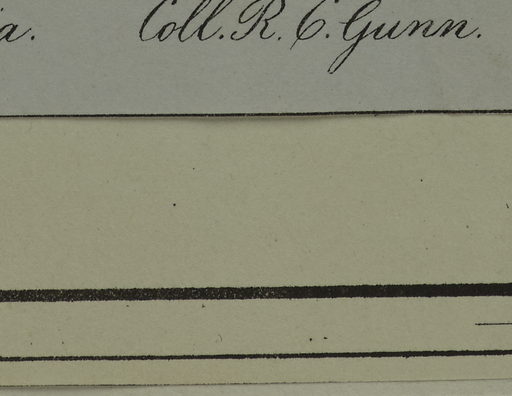 a. Coll. R. C. Gunn.